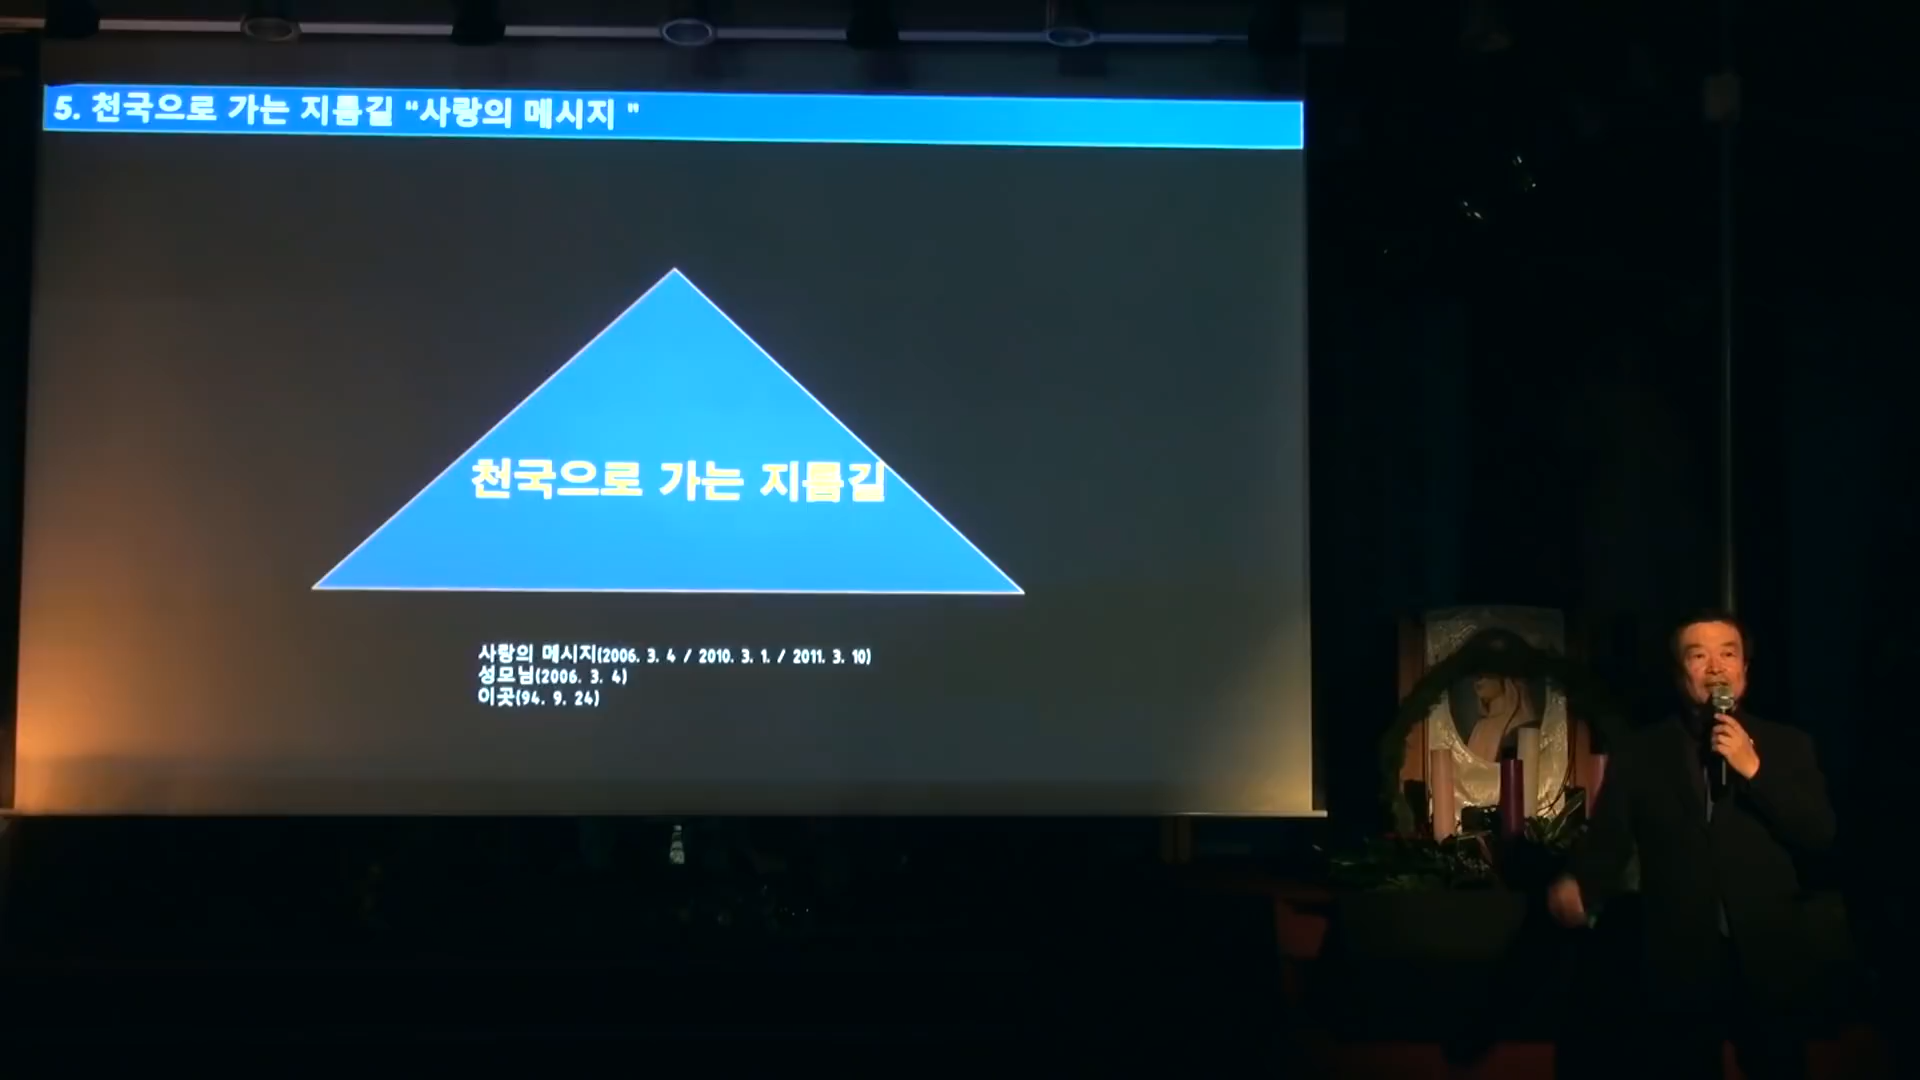 5. 천국으로 가는 지름길 “사랑의 메시지 ”
천국으로 가는 지름길
사랑의 메시지(2006. 3. 4 / 2010. 3. 1. / 2011. 3. 10)
성모님(2006. 3. 4)
이곳(94. 9. 24)